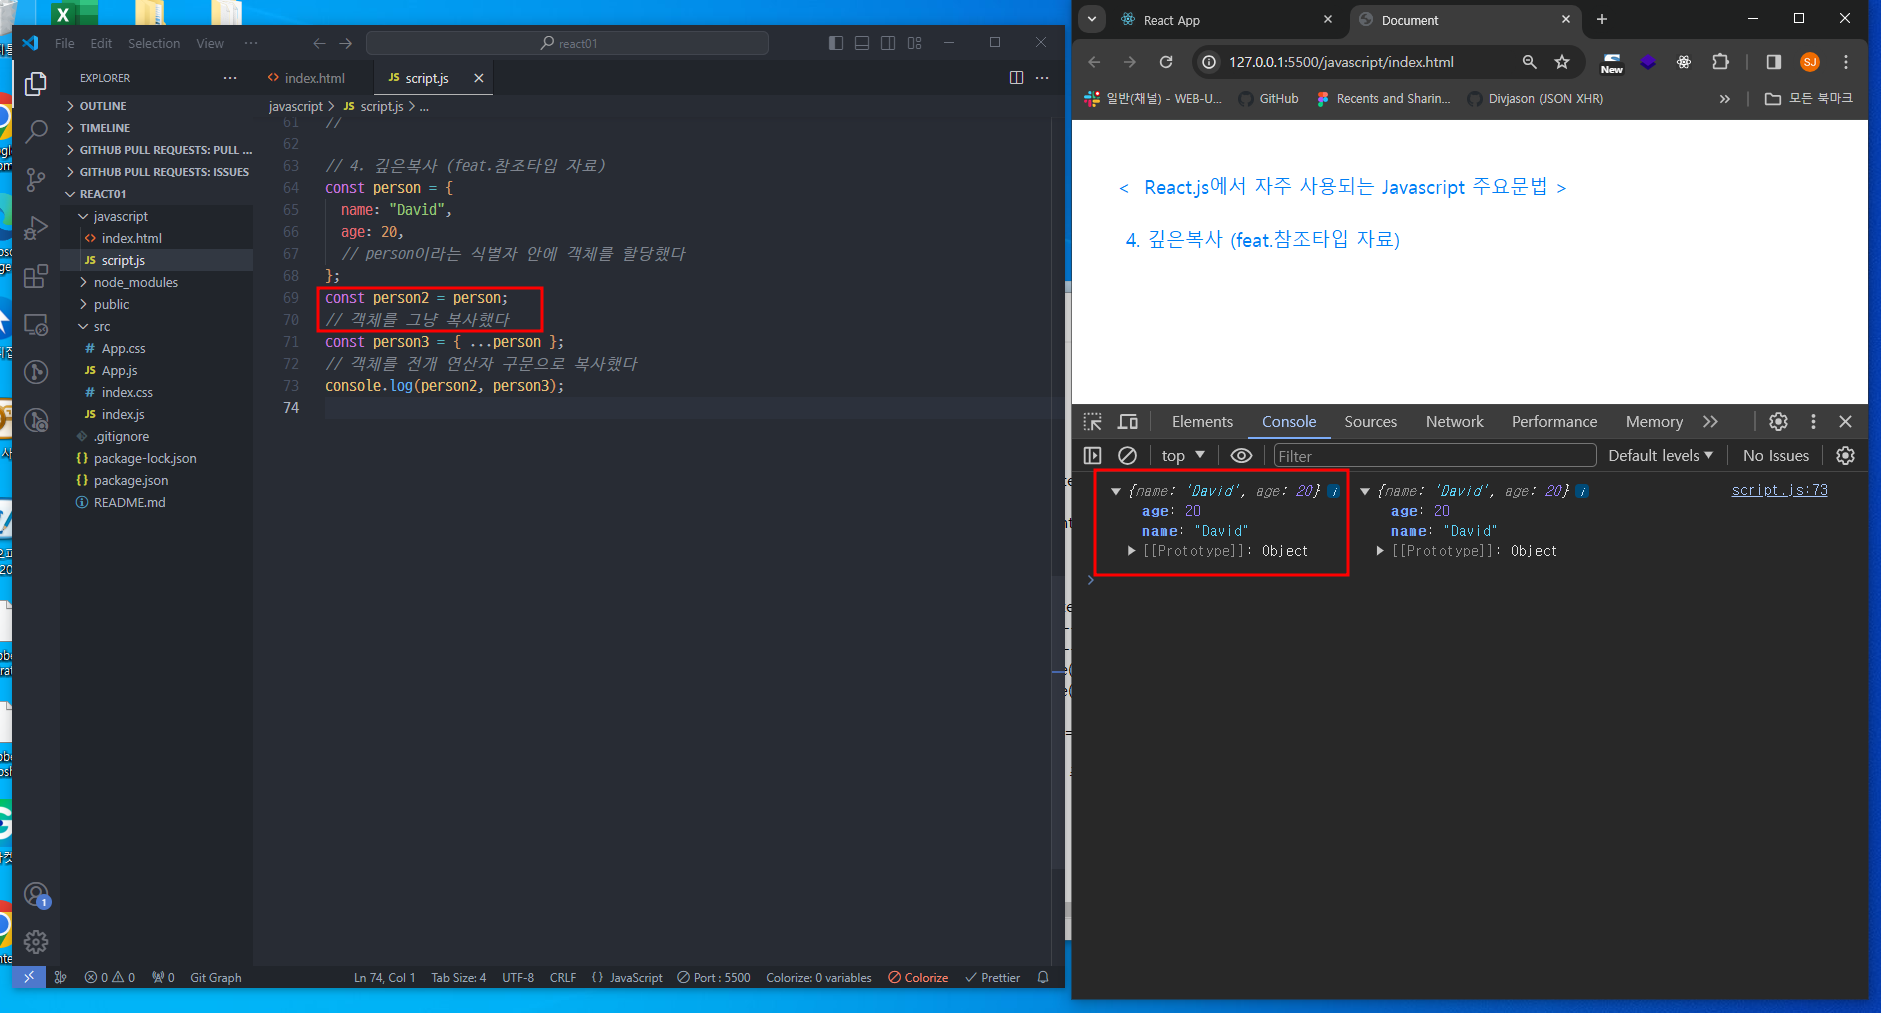 File Edit Selection View ...
react01
EXPLORER ...
OUTLINE
TIMELINE
GITHUB PULL REQUESTS: PULL ...
GITHUB PULL REQUESTS: ISSUES
REACT01
javascript
index.html
JS script.js
node_modules
public
src
# App.css
JS App.js
# index.css
JS index.js
.gitignore
{} package-lock.json
{} package.json
README.md
index.html
JS script.js
javascript > JS script.js > ...
61 //
62
63 // 4. 깊은복사 (feat.참조타입 자료)
64 const person = {
65 name: "David",
66 age: 20,
67 // person이라는 식별자 안에 객체를 할당했다
68 };
69 const person2 = person;
70 // 객체를 그냥 복사했다
71 const person3 = { ...person };
72 // 객체를 전개 연산자 구문으로 복사했다
73 console.log(person2, person3);
74
1
0 0 0 Git Graph Ln 74, Col 1 Tab Size: 4 UTF-8 CRLF {} JavaScript Port : 5500 Colorize: 0 variables Colorize Prettier
React App
Document
127.0.0.1:5500/javascript/index.html
New
SJ
일반(채널) - WEB-U... GitHub Recents and Sharin... Divjason (JSON XHR) » 모든 북마크
< React.js에서 자주 사용되는 Javascript 주요문법 >
4. 깊은복사 (feat.참조타입 자료)
Elements Console Sources Network Performance Memory
top Filter Default levels No Issues
{name: 'David', age: 20} i {name: 'David', age: 20} i script.js:73
age: 20 age: 20
name: "David" name: "David"
[[Prototype]]: Object [[Prototype]]: Object